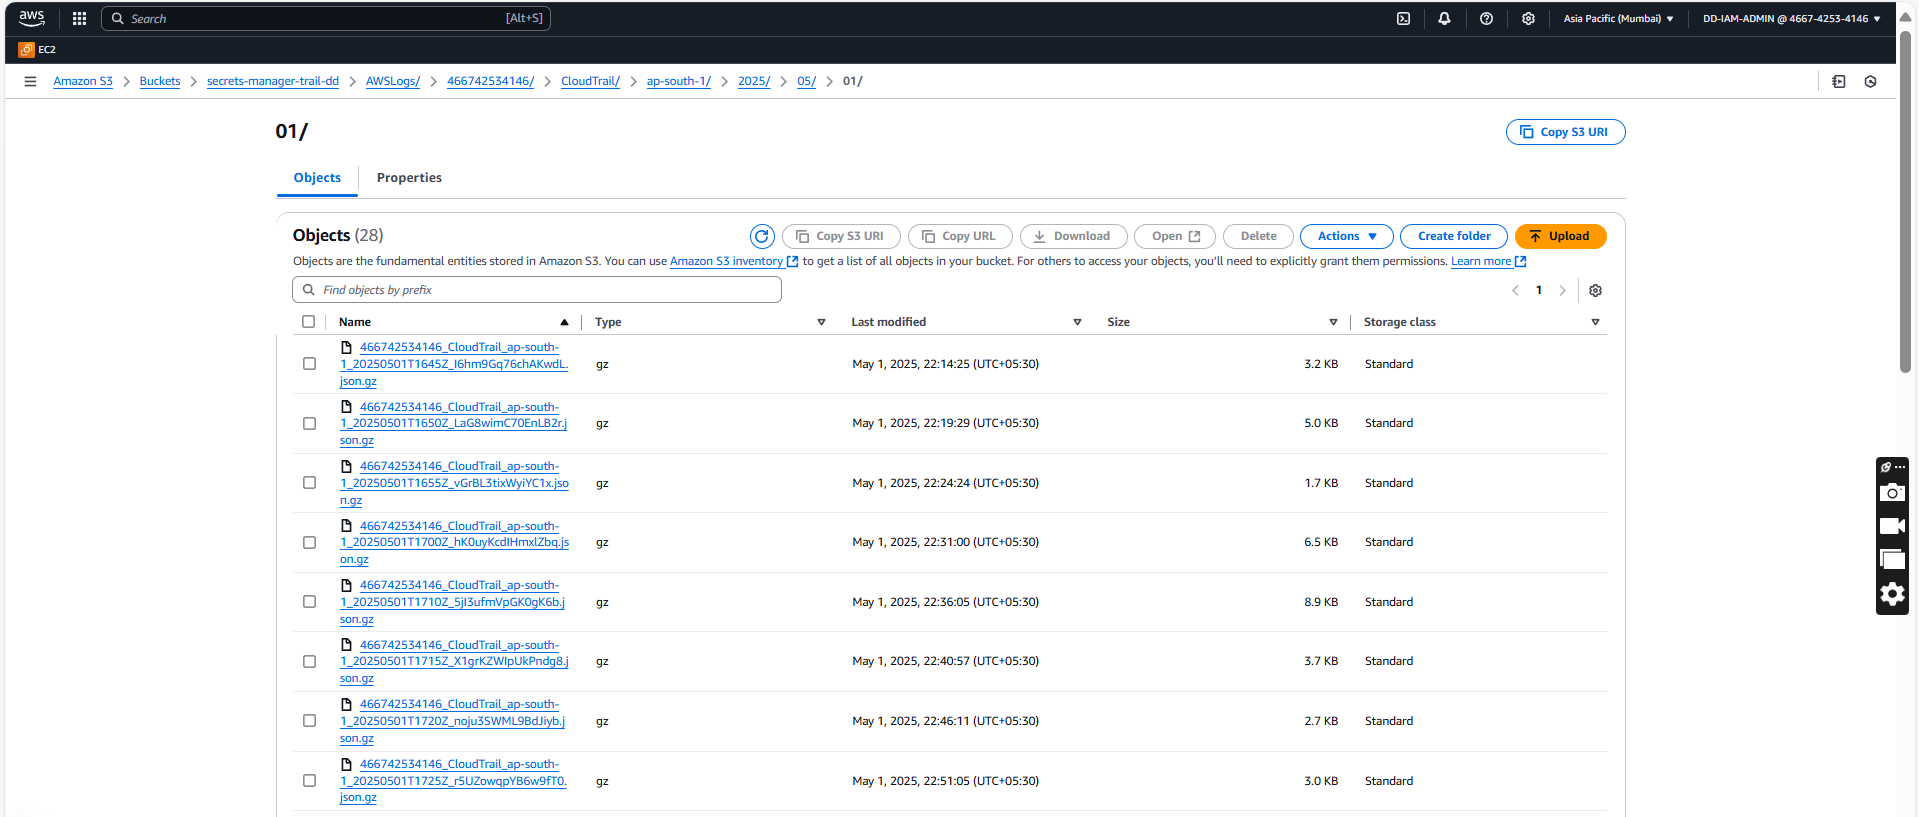 aws
Search [Alt+S] Asia Pacific (Mumbai) DD-IAM-ADMIN @ 4667-4253-4146
EC2
Amazon S3 Buckets secrets-manager-trail-dd AWSLogs/ 466742534146/ CloudTrail/ ap-south-1/ 2025/ 05/ 01/
01/
Copy S3 URI
Objects Properties
Objects (28) Copy S3 URI Copy URL Download Open Delete Actions Create folder Upload
Objects are the fundamental entities stored in Amazon S3. You can use Amazon S3 inventory to get a list of all objects in your bucket. For others to access your objects, you'll need to explicitly grant them permissions. Learn more
Find objects by prefix 1
Name Type Last modified Size Storage class
466742534146_CloudTrail_ap-south-
1_20250501T1645Z_I6hm9Gq76chAKwdL.
json.gz
gz May 1, 2025, 22:14:25 (UTC+05:30) 3.2 KB Standard
466742534146_CloudTrail_ap-south-
1_20250501T1650Z_LaG8wimC70EnLB2r.j
son.gz
gz May 1, 2025, 22:19:29 (UTC+05:30) 5.0 KB Standard
466742534146_CloudTrail_ap-south-
1_20250501T1655Z_vGrBL3tixWyiYC1x.jso
n.gz
gz May 1, 2025, 22:24:24 (UTC+05:30) 1.7 KB Standard
466742534146_CloudTrail_ap-south-
1_20250501T1700Z_hK0uyKcdIHmxlZbq.js
on.gz
gz May 1, 2025, 22:31:00 (UTC+05:30) 6.5 KB Standard
466742534146_CloudTrail_ap-south-
1_20250501T1710Z_5jI3ufmVpGK0gK6b.j
son.gz
gz May 1, 2025, 22:36:05 (UTC+05:30) 8.9 KB Standard
466742534146_CloudTrail_ap-south-
1_20250501T1715Z_X1grKZWIpUkPndg8.j
son.gz
gz May 1, 2025, 22:40:57 (UTC+05:30) 3.7 KB Standard
466742534146_CloudTrail_ap-south-
1_20250501T1720Z_noju3SWML9BdJiyb.j
son.gz
gz May 1, 2025, 22:46:11 (UTC+05:30) 2.7 KB Standard
466742534146_CloudTrail_ap-south-
1_20250501T1725Z_r5UZowqpYB6w9fT0.
json.gz
gz May 1, 2025, 22:51:05 (UTC+05:30) 3.0 KB Standard